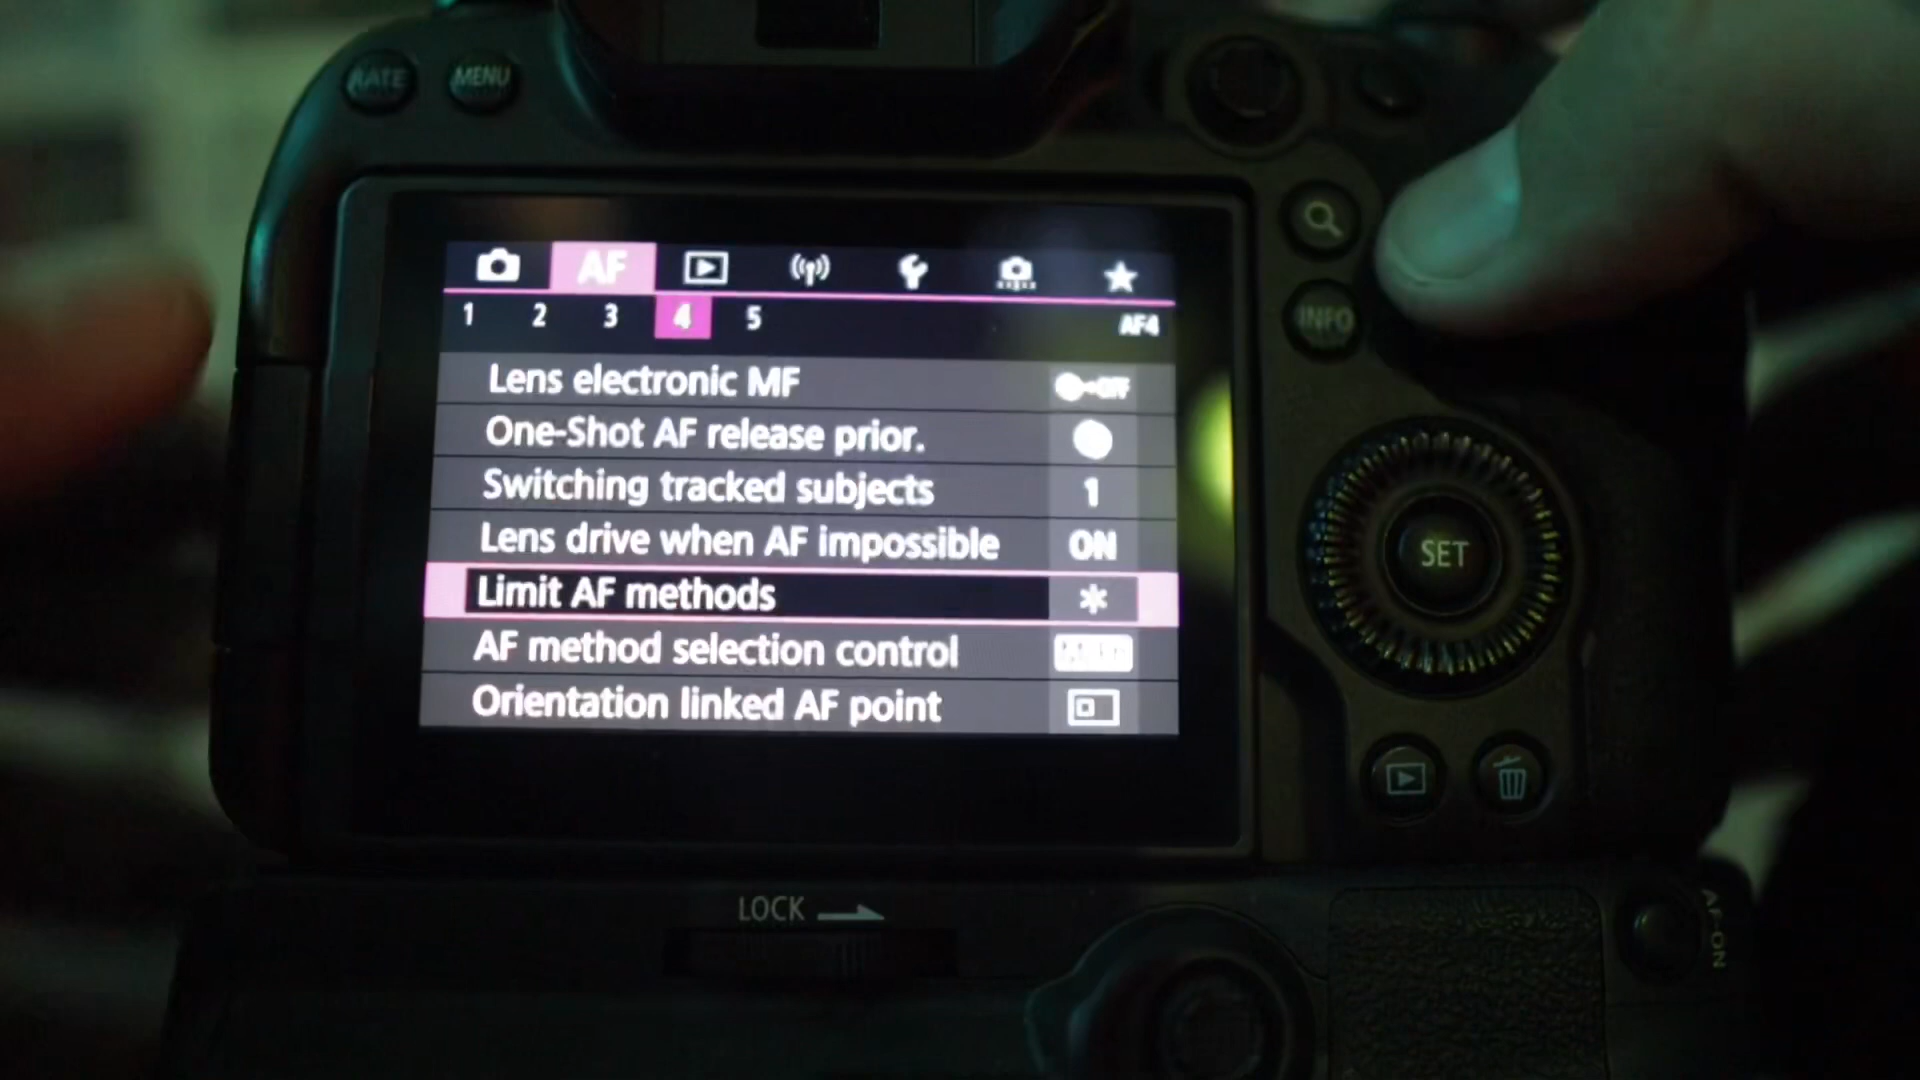 RATE MENU
AF
1 2 3 4 5 AF4
Lens electronic MF OFF
One-Shot AF release prior.
Switching tracked subjects 1
Lens drive when AF impossible ON
Limit AF methods *
AF method selection control
Orientation linked AF point
INFO
SET
LOCK
AF-ON